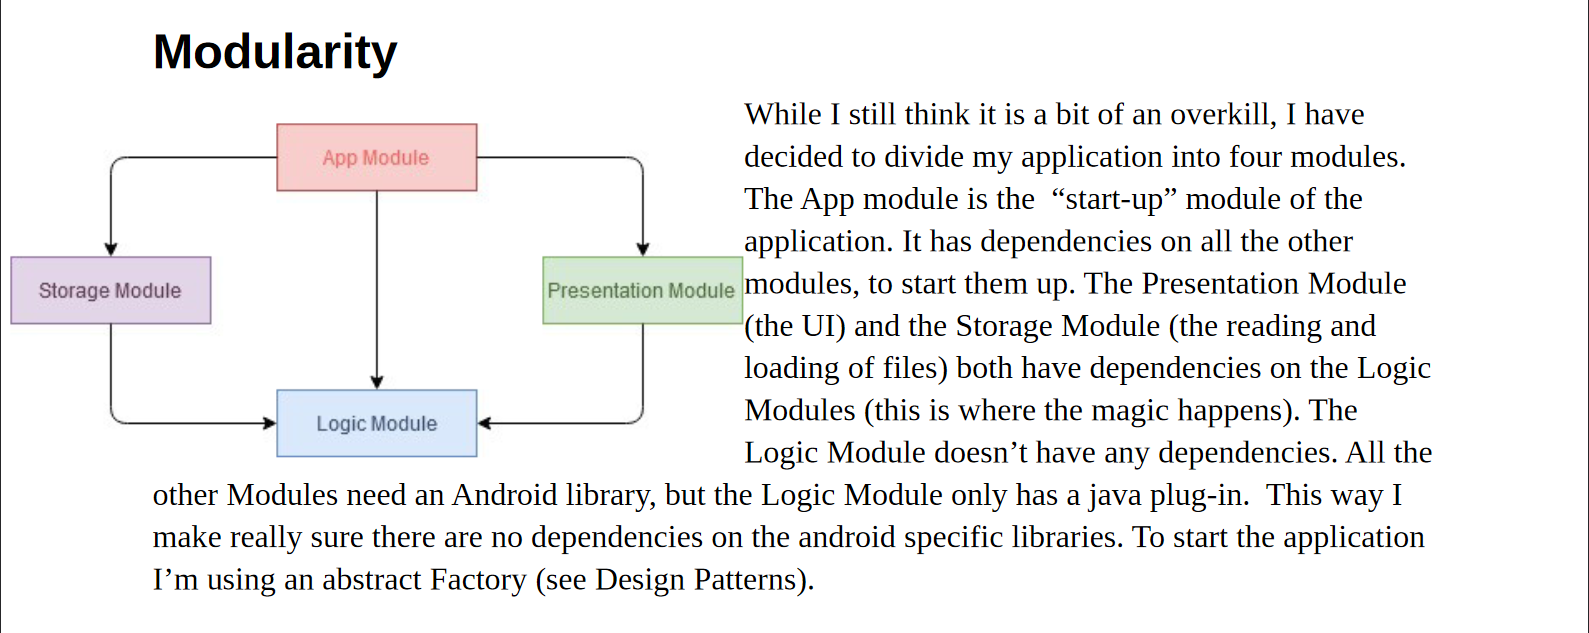 Modularity
App Module
Storage Module
Presentation Module
Logic Module
While I still think it is a bit of an overkill, I have
decided to divide my application into four modules.
The App module is the  “start-up” module of the
application. It has dependencies on all the other
modules, to start them up. The Presentation Module
(the UI) and the Storage Module (the reading and
loading of files) both have dependencies on the Logic
Modules (this is where the magic happens). The
Logic Module doesn’t have any dependencies. All the
other Modules need an Android library, but the Logic Module only has a java plug-in.  This way I
make really sure there are no dependencies on the android specific libraries. To start the application
I’m using an abstract Factory (see Design Patterns).